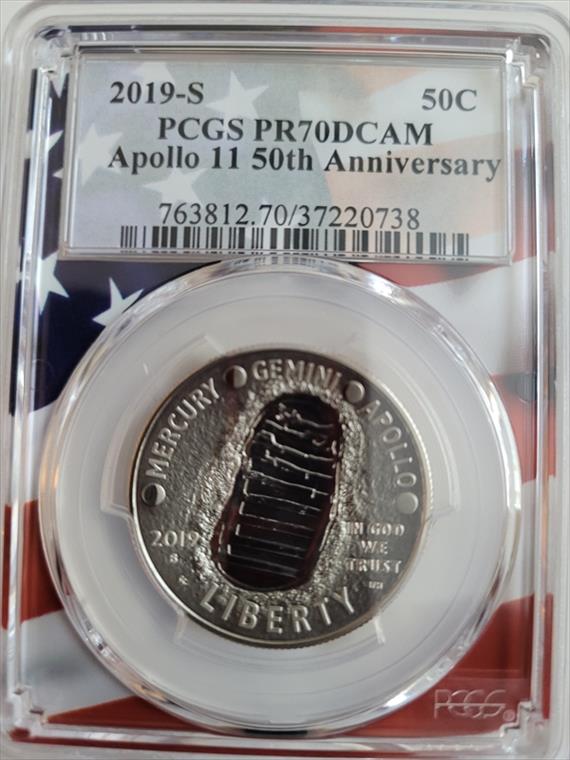 2019-S 50C
PCGS PR70DCAM
Apollo 11 50th Anniversary
763812.70/37220738
MERCURY GEMINI APOLLO
2019
S
IN GOD
WE
TRUST
LIBERTY
PCGS